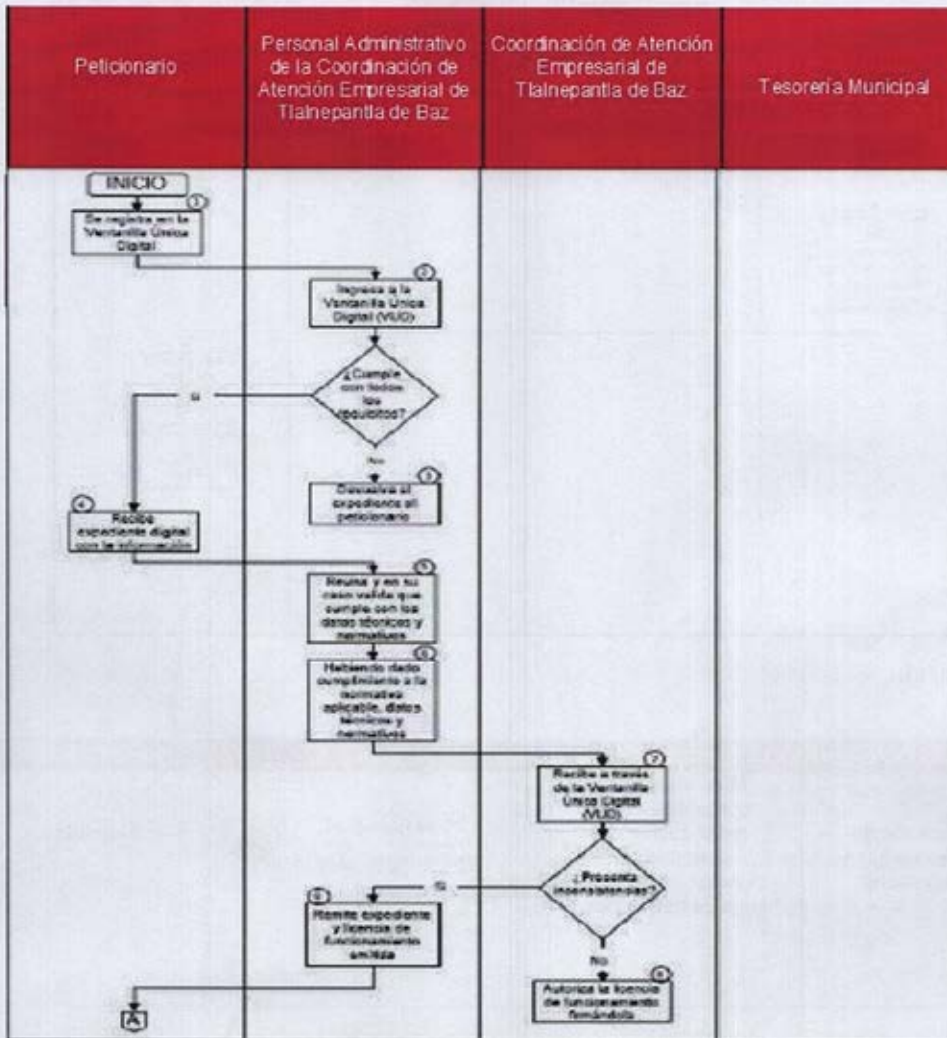 Peticionario
Personal Administrativo
de la Coordinación de
Atención Empresarial de
Tlalnepantla de Baz
Coordinación de Atención
Empresarial de
Tlalnepantla de Baz
Tesorería Municipal
INICIO
1
Se registra en la
Ventanilla Única
Digital
2
Ingresa a la
Ventanilla Única
Digital (VUD)
¿Cumple
con todos
los
requisitos?
si
No
3
Devuelve el
expediente al
peticionario
4
Recibe
expediente digital
con la información
5
Revisa y en su
caso valida que
cumple con los
datos técnicos y
normativos
6
Habiendo dado
cumplimiento a la
normativa
aplicable, datos
técnicos y
normativos
7
Recibe a través
de la Ventanilla
Única Digital
(VUD)
¿Presenta
inconsistencias?
si
No
Remite expediente
y licencia de
funcionamiento
emitida
Autoriza la licencia
de funcionamiento
firmándola
A